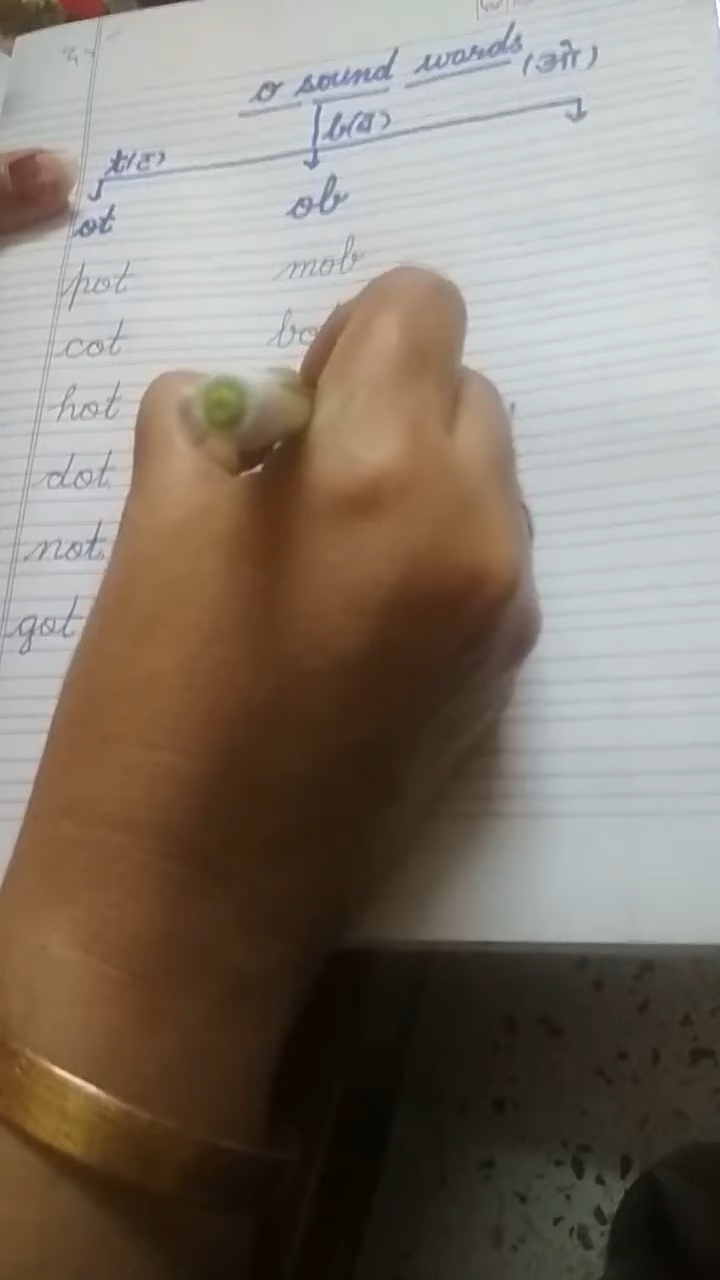 o sound words (ऑ)
t(ट) b(ब)
ot ob
pot mob
cot
hot
dot
not
got